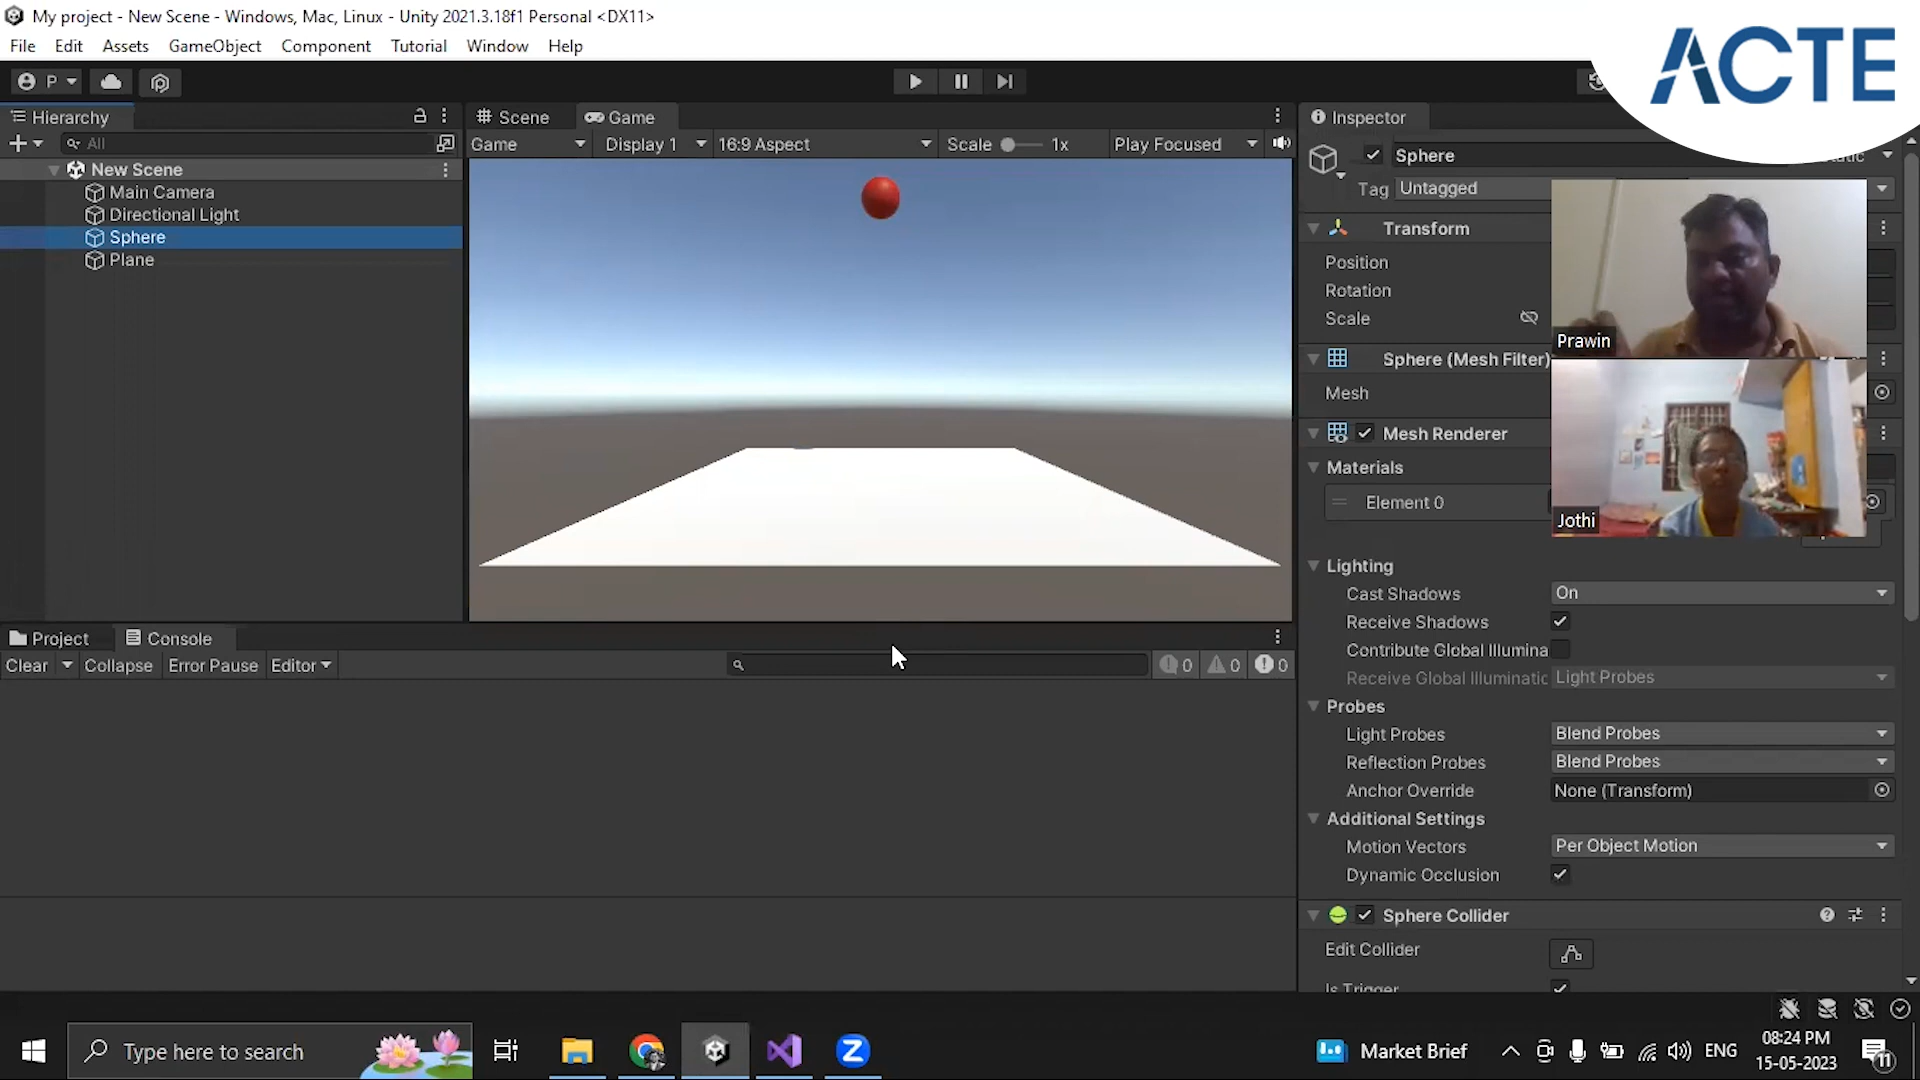 My project - New Scene - Windows, Mac, Linux - Unity 2021.3.18f1 Personal <DX11>
File Edit Assets GameObject Component Tutorial Window Help
ACTE
P
Hierarchy
Scene Game
Inspector
All
Game Display 1 16:9 Aspect Scale 1x Play Focused
Sphere
New Scene
Main Camera
Directional Light
Sphere
Plane
Tag Untagged
Transform
Position
Rotation
Scale
Prawin
Sphere (Mesh Filter)
Mesh
Mesh Renderer
Materials
Element 0
Jothi
Lighting
Cast Shadows On
Receive Shadows
Contribute Global Illumina
Receive Global Illuminatic Light Probes
Probes
Light Probes Blend Probes
Reflection Probes Blend Probes
Anchor Override None (Transform)
Additional Settings
Motion Vectors Per Object Motion
Dynamic Occlusion
Sphere Collider
Edit Collider
Is Trigger
Project Console
Clear Collapse Error Pause Editor
0 0 0
Type here to search
Z
Market Brief
ENG
08:24 PM
15-05-2023
11